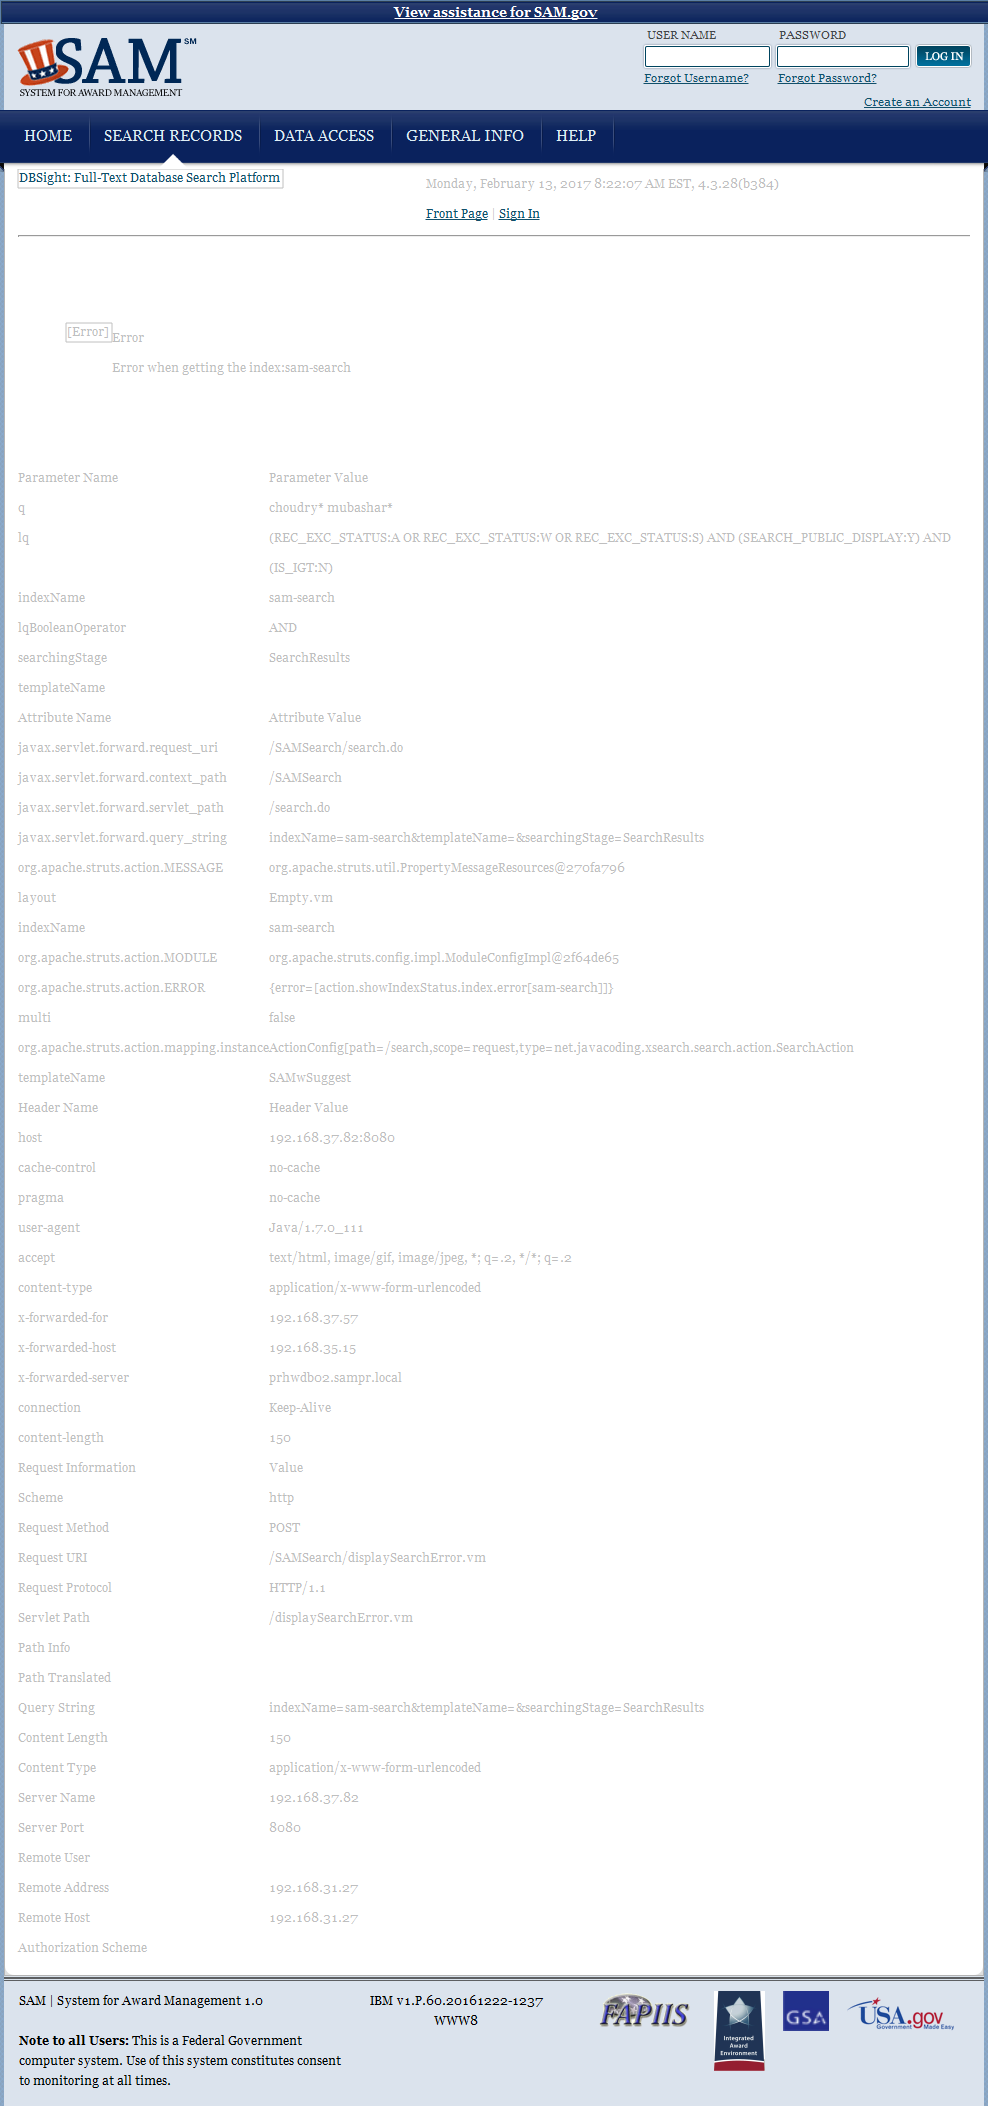 View assistance for SAM.gov
USER NAME PASSWORD
SAM SM
LOG IN
SYSTEM FOR AWARD MANAGEMENT
Forgot Username? Forgot Password?
Create an Account
HOME SEARCH RECORDS DATA ACCESS GENERAL INFO HELP
DBSight: Full-Text Database Search Platform
Monday, February 13, 2017 8:22:07 AM EST, 4.3.28(b384)
Front Page | Sign In
[Error] Error
Error when getting the index:sam-search
Parameter Name Parameter Value
q choudry* mubashar*
lq (REC_EXC_STATUS:A OR REC_EXC_STATUS:W OR REC_EXC_STATUS:S) AND (SEARCH_PUBLIC_DISPLAY:Y) AND
(IS_IGT:N)
indexName sam-search
lqBooleanOperator AND
searchingStage SearchResults
templateName
Attribute Name Attribute Value
javax.servlet.forward.request_uri /SAMSearch/search.do
javax.servlet.forward.context_path /SAMSearch
javax.servlet.forward.servlet_path /search.do
javax.servlet.forward.query_string indexName=sam-search&templateName=&searchingStage=SearchResults
org.apache.struts.action.MESSAGE org.apache.struts.util.PropertyMessageResources@270fa796
layout Empty.vm
indexName sam-search
org.apache.struts.action.MODULE org.apache.struts.config.impl.ModuleConfigImpl@2f64de65
org.apache.struts.action.ERROR {error=[action.showIndexStatus.index.error[sam-search]]}
multi false
org.apache.struts.action.mapping.instanceActionConfig[path=/search,scope=request,type=net.javacoding.xsearch.search.action.SearchAction
templateName SAMwSuggest
Header Name Header Value
host 192.168.37.82:8080
cache-control no-cache
pragma no-cache
user-agent Java/1.7.0_111
accept text/html, image/gif, image/jpeg, *; q=.2, */*; q=.2
content-type application/x-www-form-urlencoded
x-forwarded-for 192.168.37.57
x-forwarded-host 192.168.35.15
x-forwarded-server prhwdb02.sampr.local
connection Keep-Alive
content-length 150
Request Information Value
Scheme http
Request Method POST
Request URI /SAMSearch/displaySearchError.vm
Request Protocol HTTP/1.1
Servlet Path /displaySearchError.vm
Path Info
Path Translated
Query String indexName=sam-search&templateName=&searchingStage=SearchResults
Content Length 150
Content Type application/x-www-form-urlencoded
Server Name 192.168.37.82
Server Port 8080
Remote User
Remote Address 192.168.31.27
Remote Host 192.168.31.27
Authorization Scheme
SAM | System for Award Management 1.0
Note to all Users: This is a Federal Government
computer system. Use of this system constitutes consent
to monitoring at all times.
IBM v1.P.60.20161222-1237
WWW8
FAPIIS
Integrated
Award
Environment
GSA
USA.gov
Government Made Easy